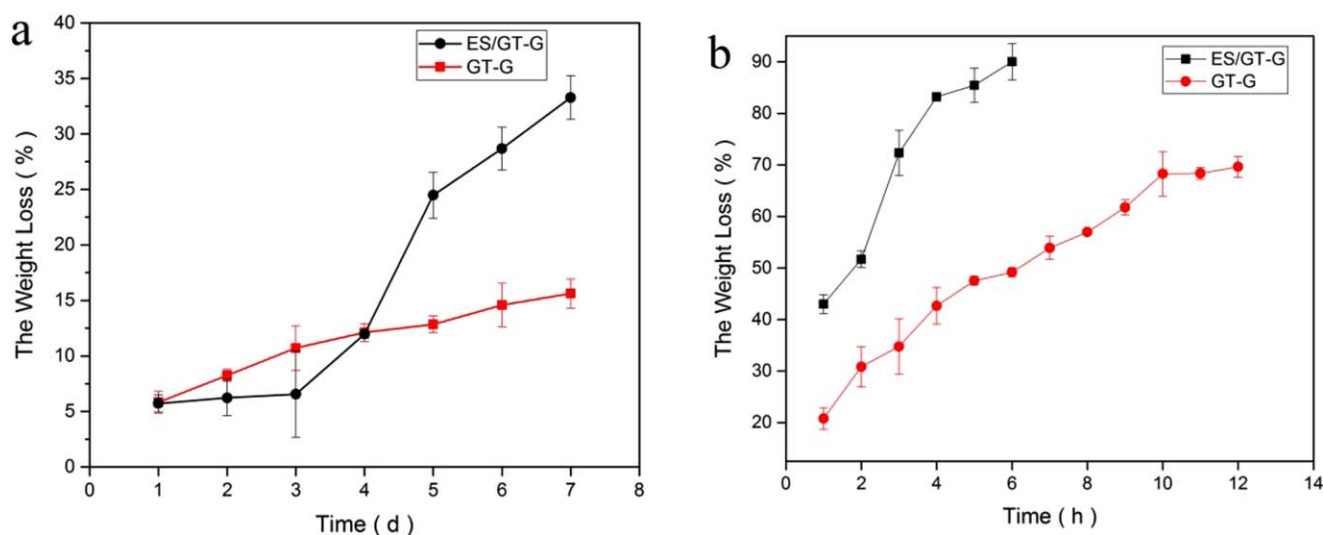 a
ES/GT-G
GT-G
The Weight Loss ( % )
40
35
30
25
20
15
10
5
0
0 1 2 3 4 5 6 7 8
Time ( d )
b
ES/GT-G
GT-G
The Weight Loss ( % )
90
80
70
60
50
40
30
20
0 2 4 6 8 10 12 14
Time ( h )